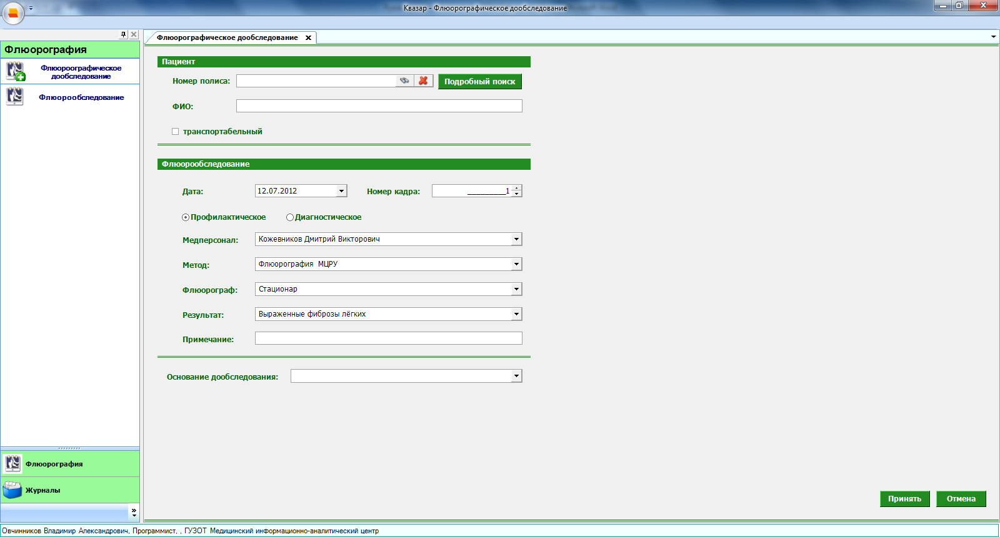 Квазар - Флюорографическое дообследование
Флюорография
Флюороографическое
дообследование
Флюорообследование
Флюорография
Журналы
Флюорографическое дообследование
Пациент
Номер полиса:
Подробный поиск
ФИО:
транспортабельный
Флюорообследование
Дата: 12.07.2012 Номер кадра: _________1
Профилактическое Диагностическое
Медперсонал: Кожевников Дмитрий Викторович
Метод: Флюорография МЦРУ
Флюорограф: Стационар
Результат: Выраженные фиброзы лёгких
Примечание:
Основание дообследования:
Принять Отмена
Овчинников Владимир Александрович, Программист, , ГУЗОТ Медицинский информационно-аналитический центр